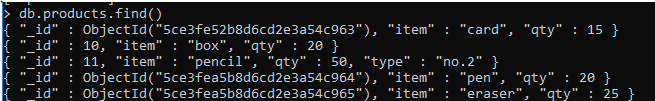 > db.products.find()
{ "_id" : ObjectId("5ce3fe52b8d6cd2e3a54c963"), "item" : "card", "qty" : 15 }
{ "_id" : 10, "item" : "box", "qty" : 20 }
{ "_id" : 11, "item" : "pencil", "qty" : 50, "type" : "no.2" }
{ "_id" : ObjectId("5ce3fea5b8d6cd2e3a54c964"), "item" : "pen", "qty" : 20 }
{ "_id" : ObjectId("5ce3fea5b8d6cd2e3a54c965"), "item" : "eraser", "qty" : 25 }